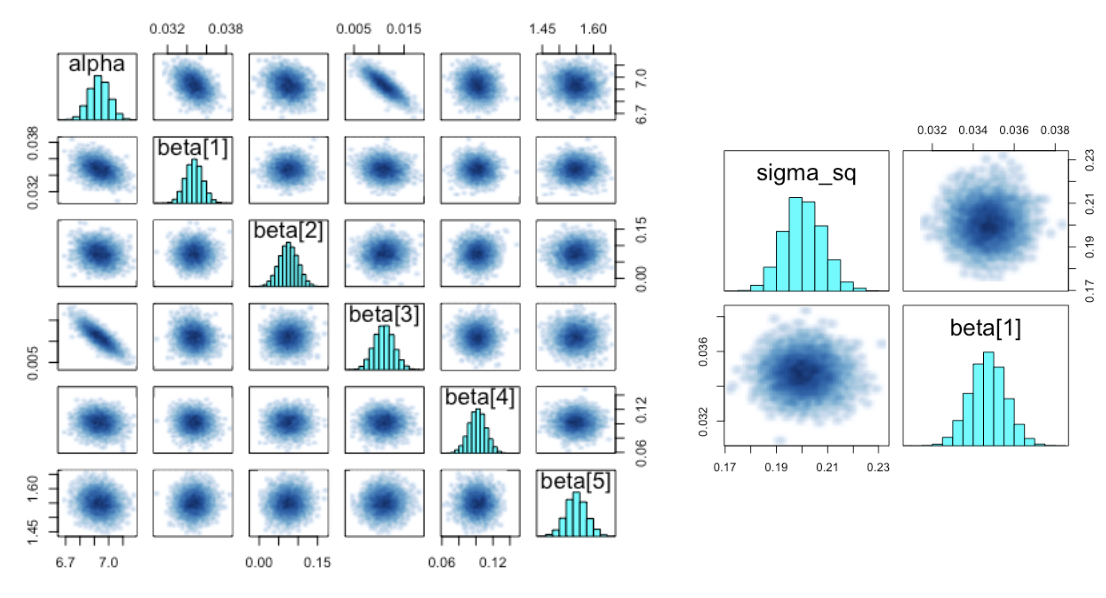 0.032 0.038 0.005 0.015 1.45 1.60
alpha
7.0
6.7
0.038
0.032
beta[1]
beta[2]
0.15
0.00
beta[3]
0.005
beta[4]
0.12
0.06
beta[5]
1.60
1.45
6.7 7.0 0.00 0.15 0.06 0.12
0.032 0.034 0.036 0.038
sigma_sq
0.23
0.21
0.19
0.17
beta[1]
0.036
0.032
0.17 0.19 0.21 0.23